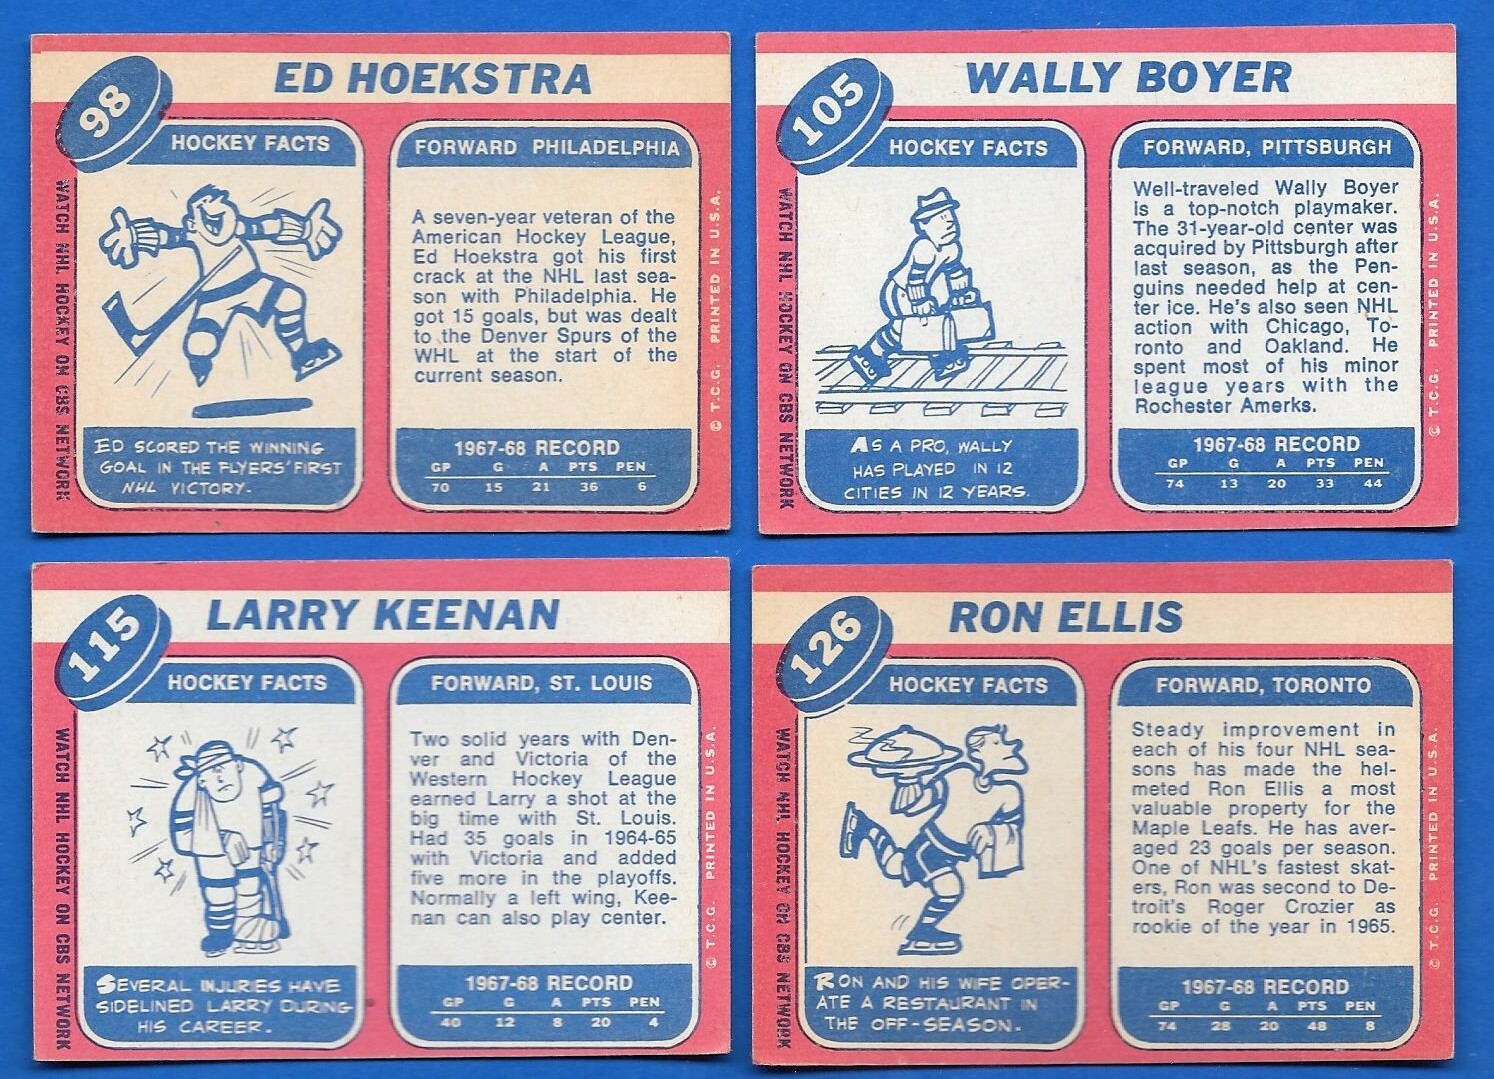 ED HOEKSTRA
98
HOCKEY FACTS
ED SCORED THE WINNING
GOAL IN THE FLYERS' FIRST
NHL VICTORY.
FORWARD PHILADELPHIA
A seven-year veteran of the
American Hockey League,
Ed Hoekstra got his first
crack at the NHL last sea-
son with Philadelphia. He
got 15 goals, but was dealt
to the Denver Spurs of the
WHL at the start of the
current season.
1967-68 RECORD
GP G A PTS PEN
70 15 21 36 6
WATCH NHL HOCKEY ON CBS NETWORK
© T.C.G. PRINTED IN U.S.A.
WALLY BOYER
105
HOCKEY FACTS
AS A PRO, WALLY
HAS PLAYED IN 12
CITIES IN 12 YEARS.
FORWARD, PITTSBURGH
Well-traveled Wally Boyer
is a top-notch playmaker.
The 31-year-old center was
acquired by Pittsburgh after
last season, as the Pen-
guins needed help at cen-
ter ice. He's also seen NHL
action with Chicago, To-
ronto and Oakland. He
spent most of his minor
league years with the
Rochester Amerks.
1967-68 RECORD
GP G A PTS PEN
74 13 20 33 44
WATCH NHL HOCKEY ON CBS NETWORK
© T.C.G. PRINTED IN U.S.A.
LARRY KEENAN
115
HOCKEY FACTS
SEVERAL INJURIES HAVE
SIDELINED LARRY DURING
HIS CAREER.
FORWARD, ST. LOUIS
Two solid years with Den-
ver and Victoria of the
Western Hockey League
earned Larry a shot at the
big time with St. Louis.
Had 35 goals in 1964-65
with Victoria and added
five more in the playoffs.
Normally a left wing, Kee-
nan can also play center.
1967-68 RECORD
GP G A PTS PEN
40 12 8 20 4
WATCH NHL HOCKEY ON CBS NETWORK
© T.C.G. PRINTED IN U.S.A.
RON ELLIS
126
HOCKEY FACTS
RON AND HIS WIFE OPER-
ATE A RESTAURANT IN
THE OFF-SEASON.
FORWARD, TORONTO
Steady improvement in
each of his four NHL sea-
sons has made the hel-
meted Ron Ellis a most
valuable property for the
Maple Leafs. He has aver-
aged 23 goals per season.
One of NHL's fastest skat-
ers, Ron was second to De-
troit's Roger Crozier as
rookie of the year in 1965.
1967-68 RECORD
GP G A PTS PEN
74 28 20 48 8
WATCH NHL HOCKEY ON CBS NETWORK
© T.C.G. PRINTED IN U.S.A.